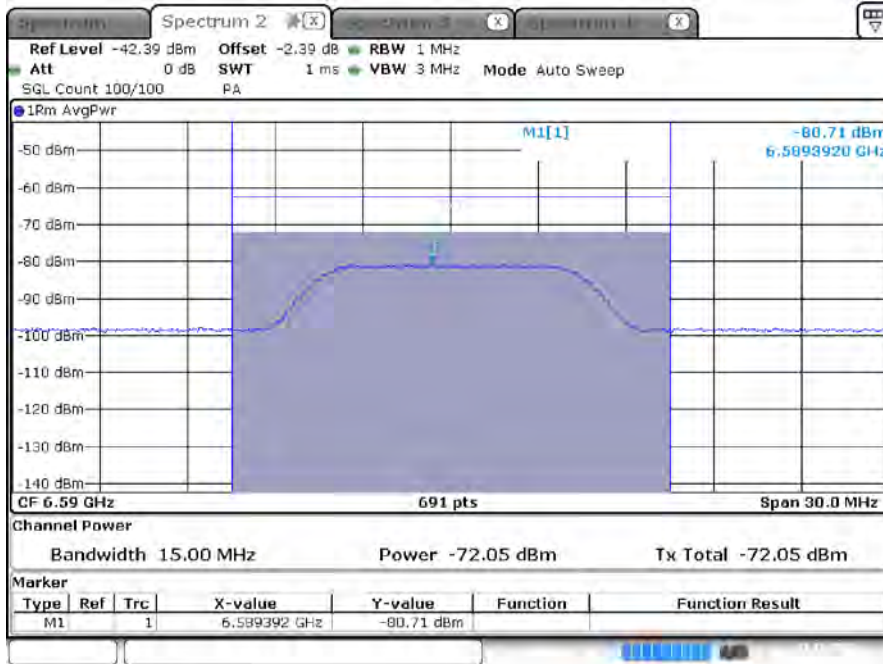 Spectrum 2 X X X
Ref Level -42.39 dBm Offset -2.39 dB RBW 1 MHz
Att 0 dB SWT 1 ms VBW 3 MHz Mode Auto Sweep
SGL Count 100/100 PA
1Rm AvgPwr
M1[1] -80.71 dBm
6.5893920 GHz
-50 dBm
-60 dBm
-70 dBm
-80 dBm
-90 dBm
-100 dBm
-110 dBm
-120 dBm
-130 dBm
-140 dBm
CF 6.59 GHz 691 pts Span 30.0 MHz
Channel Power
Bandwidth 15.00 MHz Power -72.05 dBm Tx Total -72.05 dBm
Marker
Type Ref Trc X-value Y-value Function Function Result
M1 1 6.589392 GHz -80.71 dBm